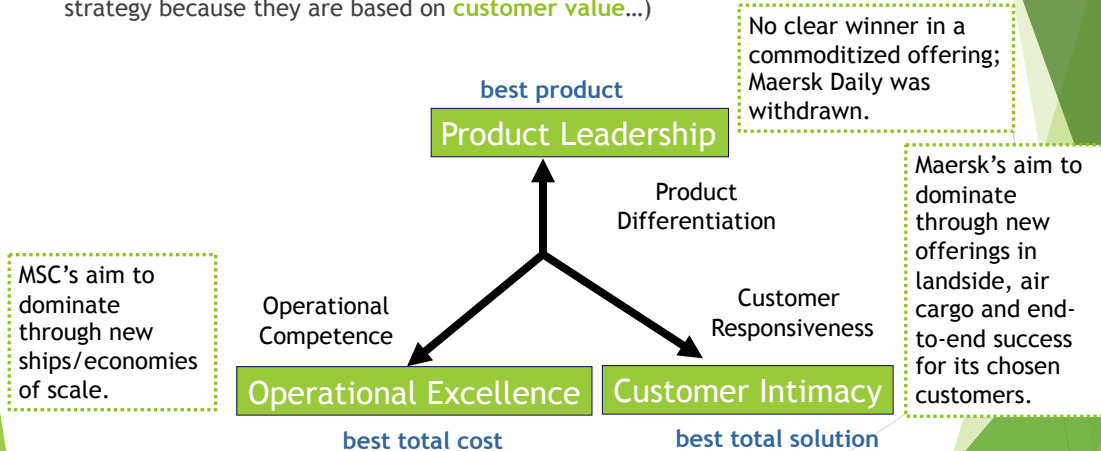 strategy because they are based on customer value…)
No clear winner in a
commoditized offering;
Maersk Daily was
withdrawn.
best product
Product Leadership
Product
Differentiation
Maersk’s aim to
dominate
through new
offerings in
landside, air
cargo and end-
to-end success
for its chosen
customers.
MSC’s aim to
dominate
through new
ships/economies
of scale.
Operational
Competence
Customer
Responsiveness
Operational Excellence
Customer Intimacy
best total cost
best total solution